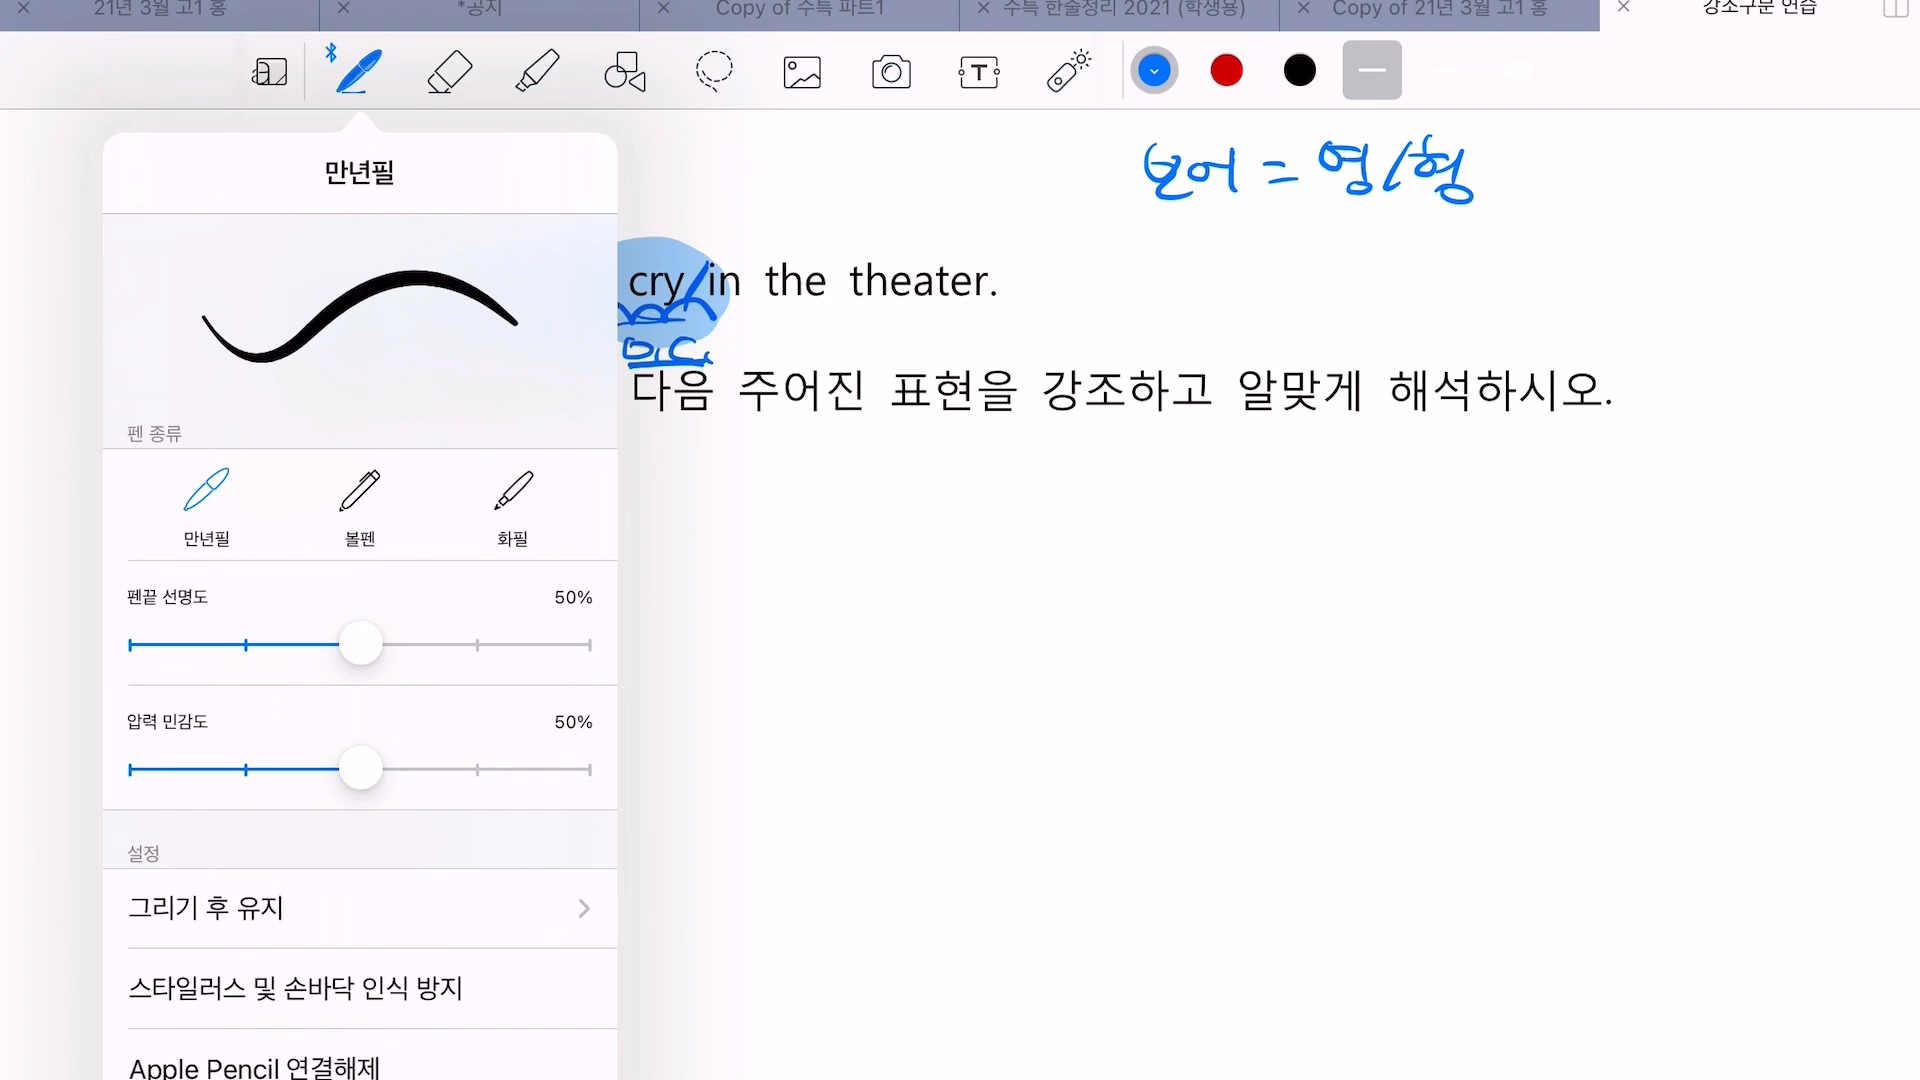 21년 3월 고1 홍
*공지
Copy of 수특 파트1
수특 한술정리 2021 (학생용)
Copy of 21년 3월 고1 홍
강조구문 연습
만년필
보어 = 명/형
cry/in the theater.
O.C.
다음 주어진 표현을 강조하고 알맞게 해석하시오.
펜 종류
만년필
볼펜
화필
펜끝 선명도 50%
압력 민감도 50%
설정
그리기 후 유지
스타일러스 및 손바닥 인식 방지
Apple Pencil 연결해제